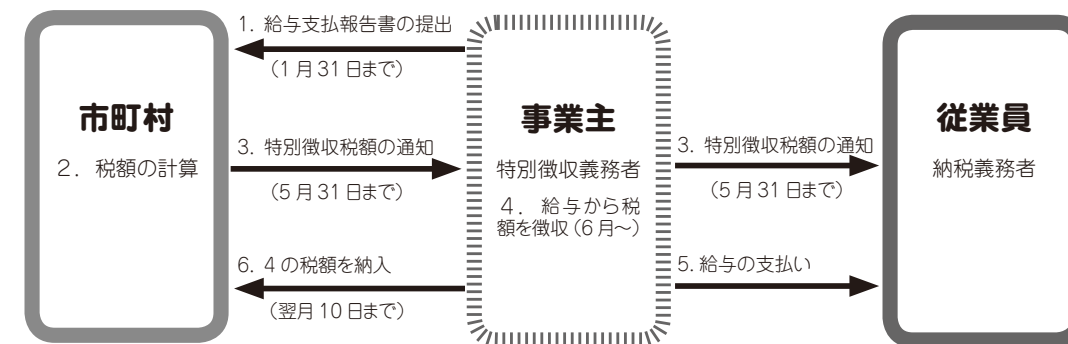 1. 給与支払報告書の提出
（1月31日まで）
市町村
2. 税額の計算
3. 特別徴収税額の通知
（5月31日まで）
6. 4の税額を納入
（翌月10日まで）
事業主
特別徴収義務者
4. 給与から税
額を徴収（6月～）
3. 特別徴収税額の通知
（5月31日まで）
5. 給与の支払い
従業員
納税義務者